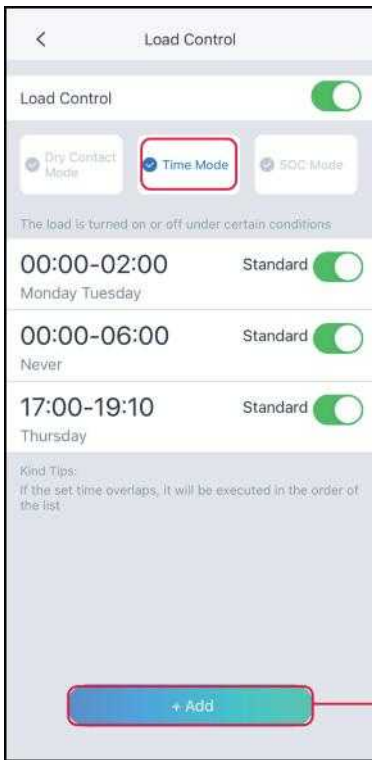 Load Control
Load Control
Dry Contact
Mode
Time Mode
SOC Mode
The load is turned on or off under certain conditions
00:00-02:00
Standard
Monday Tuesday
00:00-06:00
Standard
Never
17:00-19:10
Standard
Thursday
Kind Tips:
If the set time overlaps, it will be executed in the order of
the list
+ Add